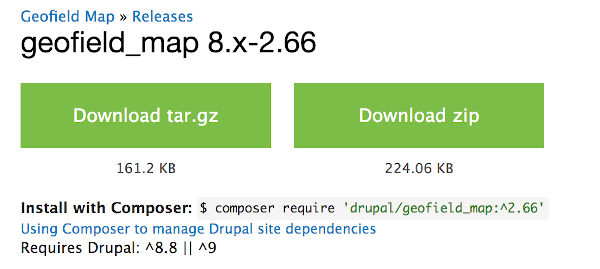 Geofield Map » Releases
geofield_map 8.x-2.66
Download tar.gz Download zip
161.2 KB 224.06 KB
Install with Composer: $ composer require 'drupal/geofield_map:^2.66'
Using Composer to manage Drupal site dependencies
Requires Drupal: ^8.8 || ^9